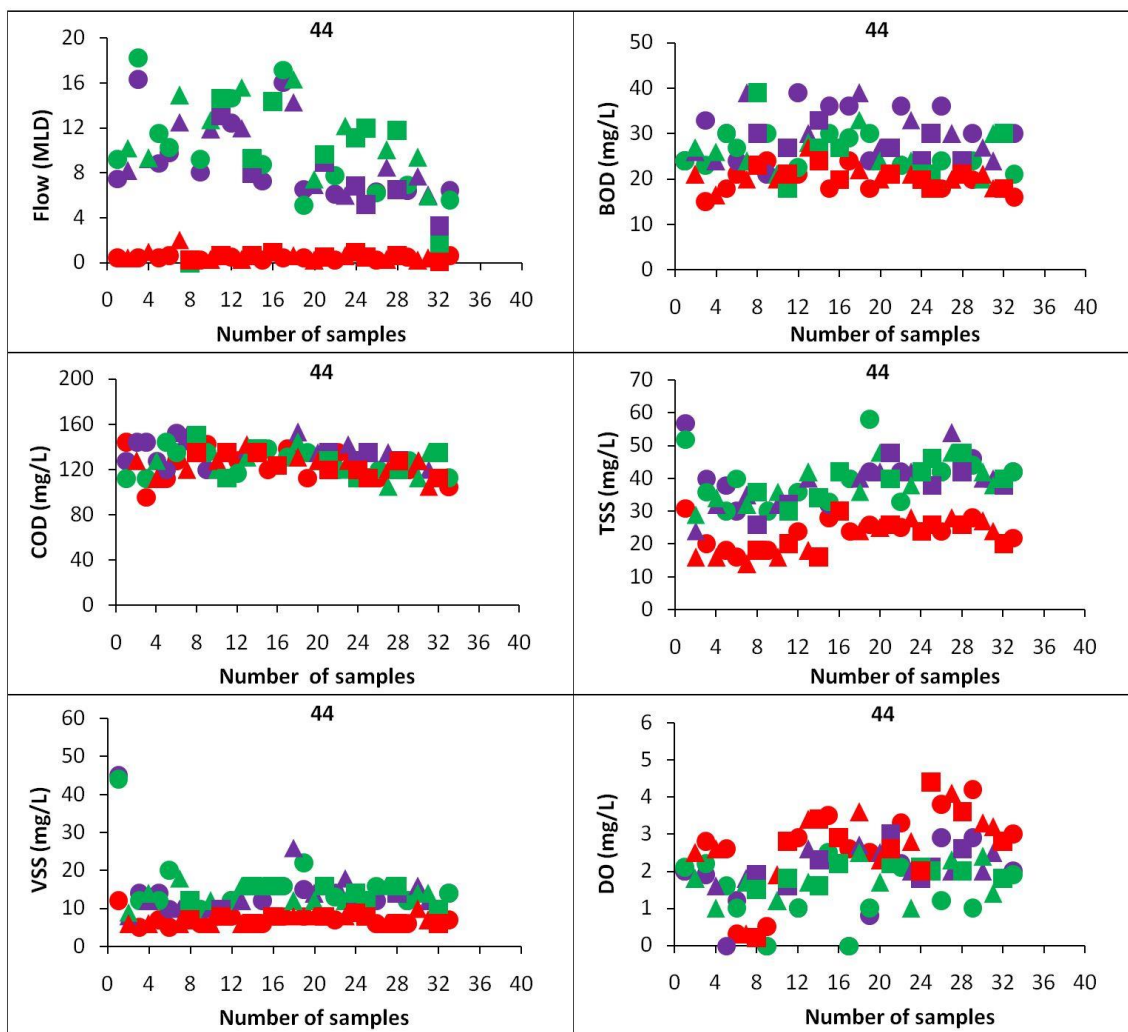 44
Flow (MLD)
20
16
12
8
4
0
0 4 8 12 16 20 24 28 32 36 40
Number of samples
44
BOD (mg/L)
50
40
30
20
10
0
0 4 8 12 16 20 24 28 32 36 40
Number of samples
44
COD (mg/L)
200
160
120
80
40
0
0 4 8 12 16 20 24 28 32 36 40
Number of samples
44
TSS (mg/L)
70
60
50
40
30
20
10
0
0 4 8 12 16 20 24 28 32 36 40
Number of samples
44
VSS (mg/L)
60
50
40
30
20
10
0
0 4 8 12 16 20 24 28 32 36 40
Number of samples
44
DO (mg/L)
6
5
4
3
2
1
0
0 4 8 12 16 20 24 28 32 36 40
Number of samples